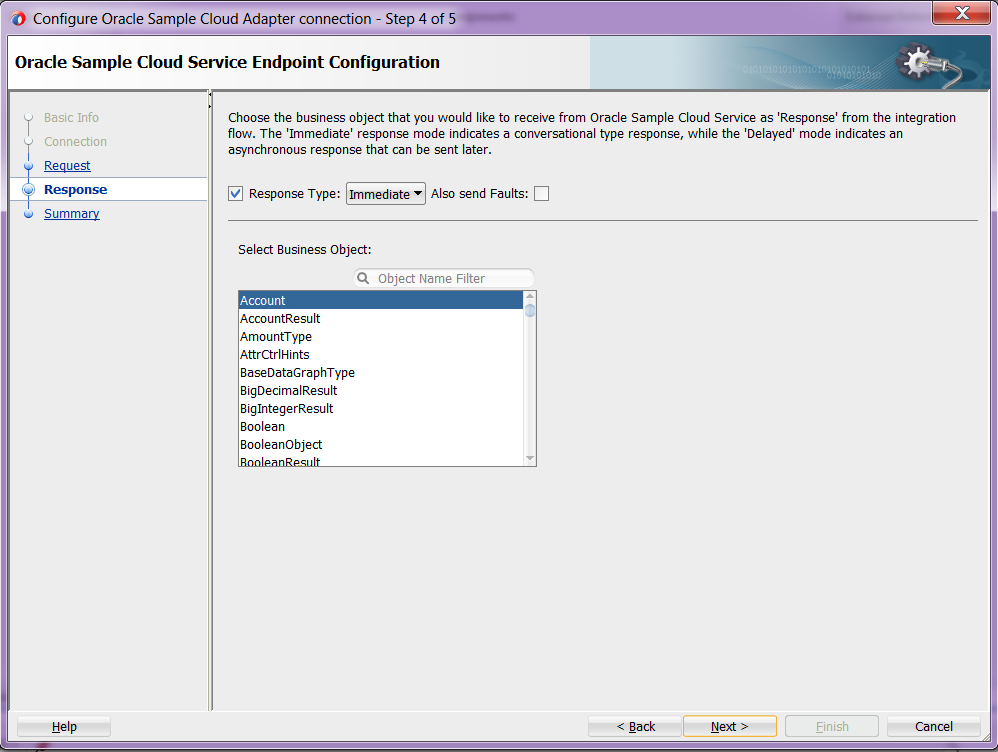 Configure Oracle Sample Cloud Adapter connection - Step 4 of 5
Oracle Sample Cloud Service Endpoint Configuration
Basic Info
Connection
Request
Response
Summary
Choose the business object that you would like to receive from Oracle Sample Cloud Service as 'Response' from the integration
flow. The 'Immediate' response mode indicates a conversational type response, while the 'Delayed' mode indicates an
asynchronous response that can be sent later.
Response Type: Immediate Also send Faults:
Select Business Object:
Object Name Filter
Account
AccountResult
AmountType
AttrCtrlHints
BaseDataGraphType
BigDecimalResult
BigIntegerResult
Boolean
BooleanObject
BooleanResult
Help < Back Next > Finish Cancel